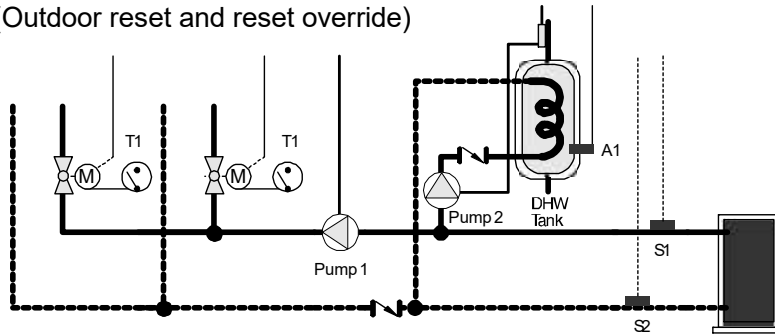 (Outdoor reset and reset override)
T1
T1
M
M
A1
DHW
Tank
Pump 2
S1
Pump 1
S2